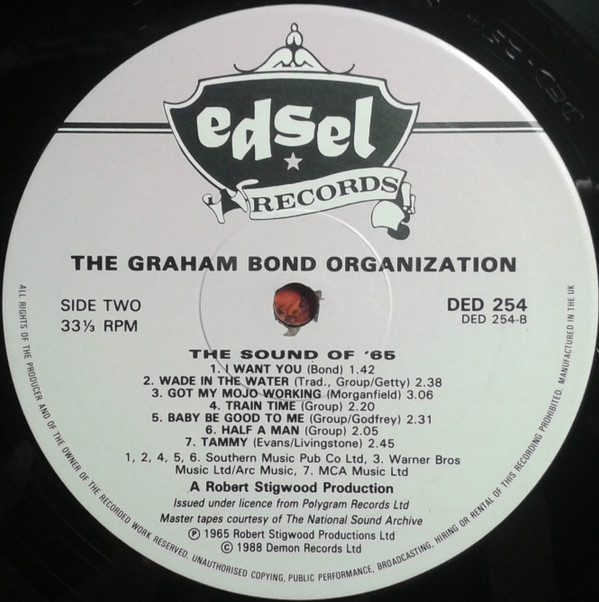 edsel
RECORDS
THE GRAHAM BOND ORGANIZATION
SIDE TWO
33⅓ RPM
DED 254
DED 254-B
THE SOUND OF '65
1. I WANT YOU (Bond) 1.42
2. WADE IN THE WATER (Trad., Group/Getty) 2.38
3. GOT MY MOJO WORKING (Morganfield) 3.06
4. TRAIN TIME (Group) 2.20
5. BABY BE GOOD TO ME (Group/Godfrey) 2.31
6. HALF A MAN (Group) 2.05
7. TAMMY (Evans/Livingstone) 2.45
1, 2, 4, 5, 6. Southern Music Pub Co Ltd, 3. Warner Bros
Music Ltd/Arc Music, 7. MCA Music Ltd
A Robert Stigwood Production
Issued under licence from Polygram Records Ltd
Master tapes courtesy of The National Sound Archive
Ⓟ 1965 Robert Stigwood Productions Ltd
© 1988 Demon Records Ltd
ALL RIGHTS OF THE PRODUCER AND OF THE OWNER OF THE RECORDED WORK RESERVED. UNAUTHORISED COPYING, PUBLIC PERFORMANCE, BROADCASTING, HIRING OR RENTAL OF THIS RECORDING PROHIBITED. MANUFACTURED IN THE UK